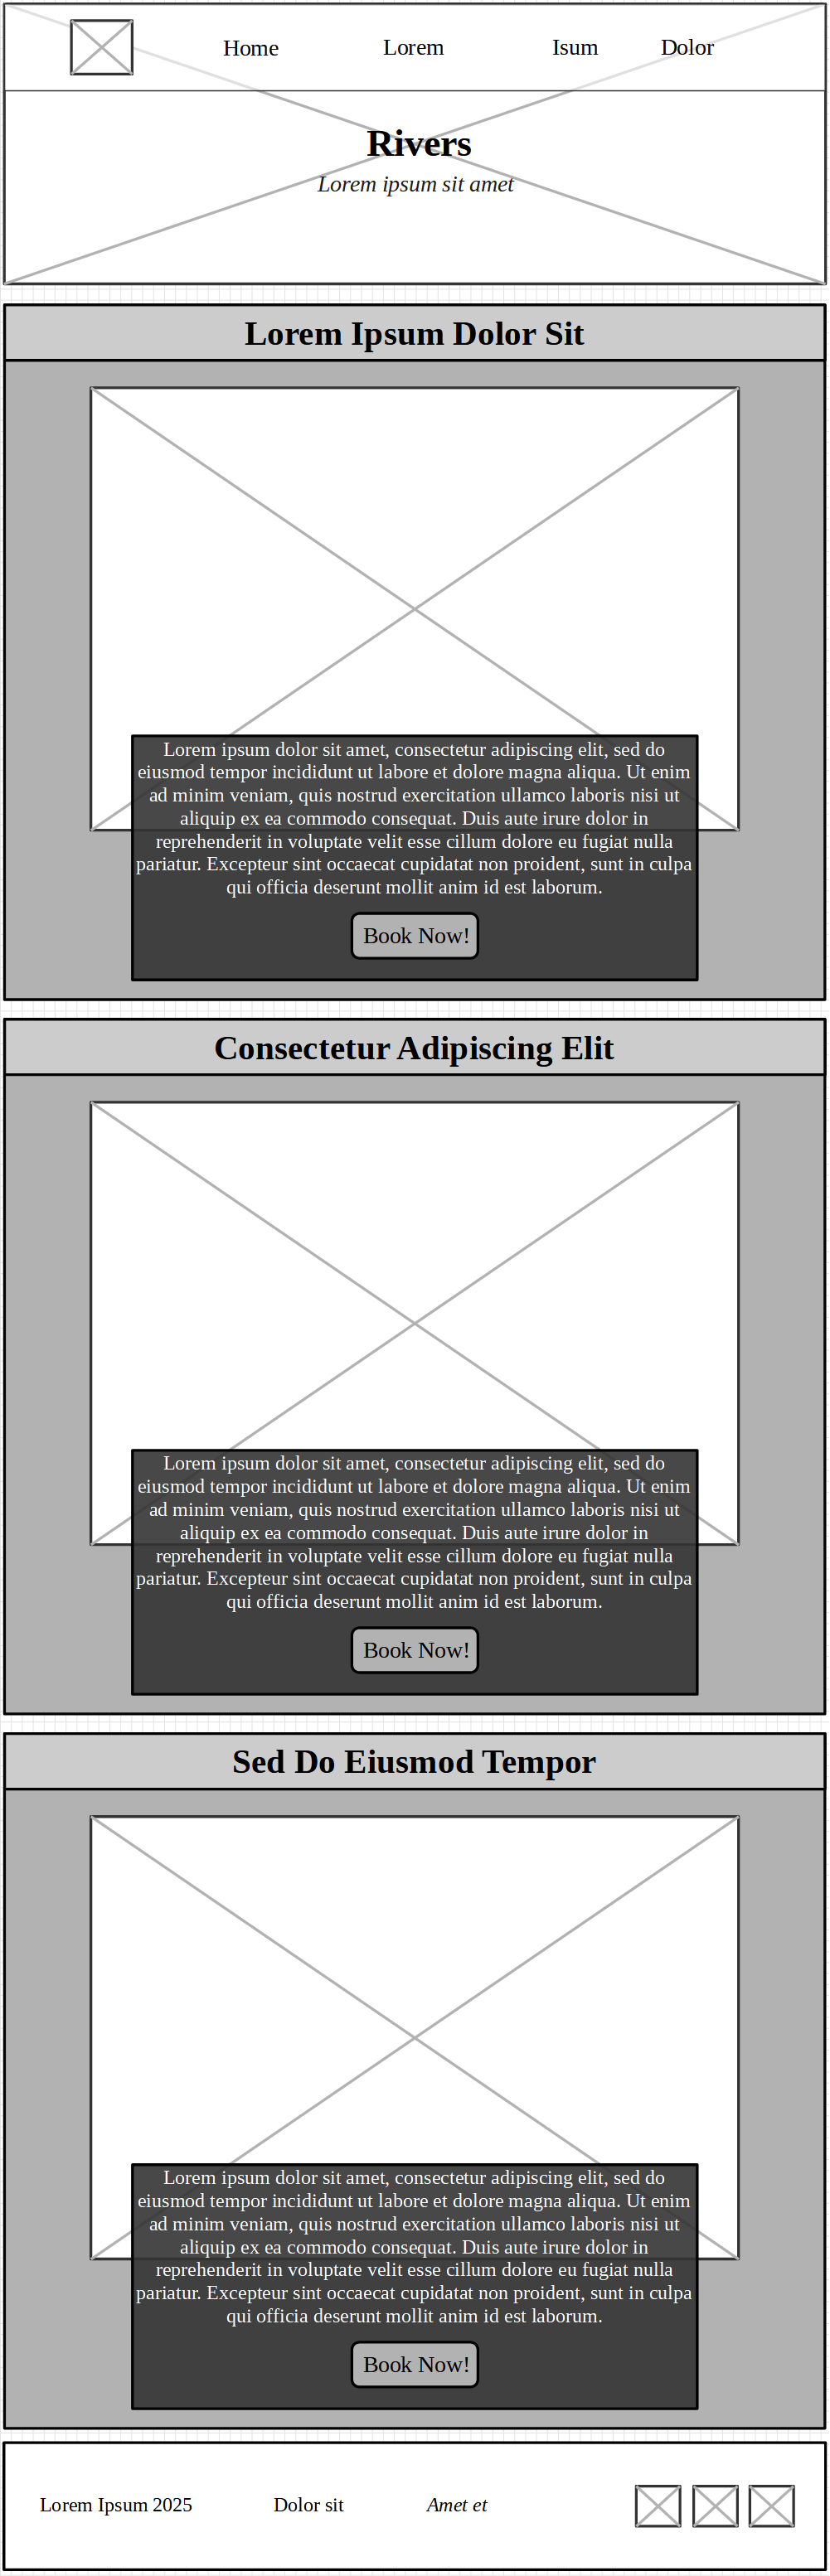 Home Lorem Isum Dolor
Rivers
Lorem ipsum sit amet
Lorem Ipsum Dolor Sit
Lorem ipsum dolor sit amet, consectetur adipiscing elit, sed do
eiusmod tempor incididunt ut labore et dolore magna aliqua. Ut enim
ad minim veniam, quis nostrud exercitation ullamco laboris nisi ut
aliquip ex ea commodo consequat. Duis aute irure dolor in
reprehenderit in voluptate velit esse cillum dolore eu fugiat nulla
pariatur. Excepteur sint occaecat cupidatat non proident, sunt in culpa
qui officia deserunt mollit anim id est laborum.
Book Now!
Consectetur Adipiscing Elit
Lorem ipsum dolor sit amet, consectetur adipiscing elit, sed do
eiusmod tempor incididunt ut labore et dolore magna aliqua. Ut enim
ad minim veniam, quis nostrud exercitation ullamco laboris nisi ut
aliquip ex ea commodo consequat. Duis aute irure dolor in
reprehenderit in voluptate velit esse cillum dolore eu fugiat nulla
pariatur. Excepteur sint occaecat cupidatat non proident, sunt in culpa
qui officia deserunt mollit anim id est laborum.
Book Now!
Sed Do Eiusmod Tempor
Lorem ipsum dolor sit amet, consectetur adipiscing elit, sed do
eiusmod tempor incididunt ut labore et dolore magna aliqua. Ut enim
ad minim veniam, quis nostrud exercitation ullamco laboris nisi ut
aliquip ex ea commodo consequat. Duis aute irure dolor in
reprehenderit in voluptate velit esse cillum dolore eu fugiat nulla
pariatur. Excepteur sint occaecat cupidatat non proident, sunt in culpa
qui officia deserunt mollit anim id est laborum.
Book Now!
Lorem Ipsum 2025 Dolor sit Amet et